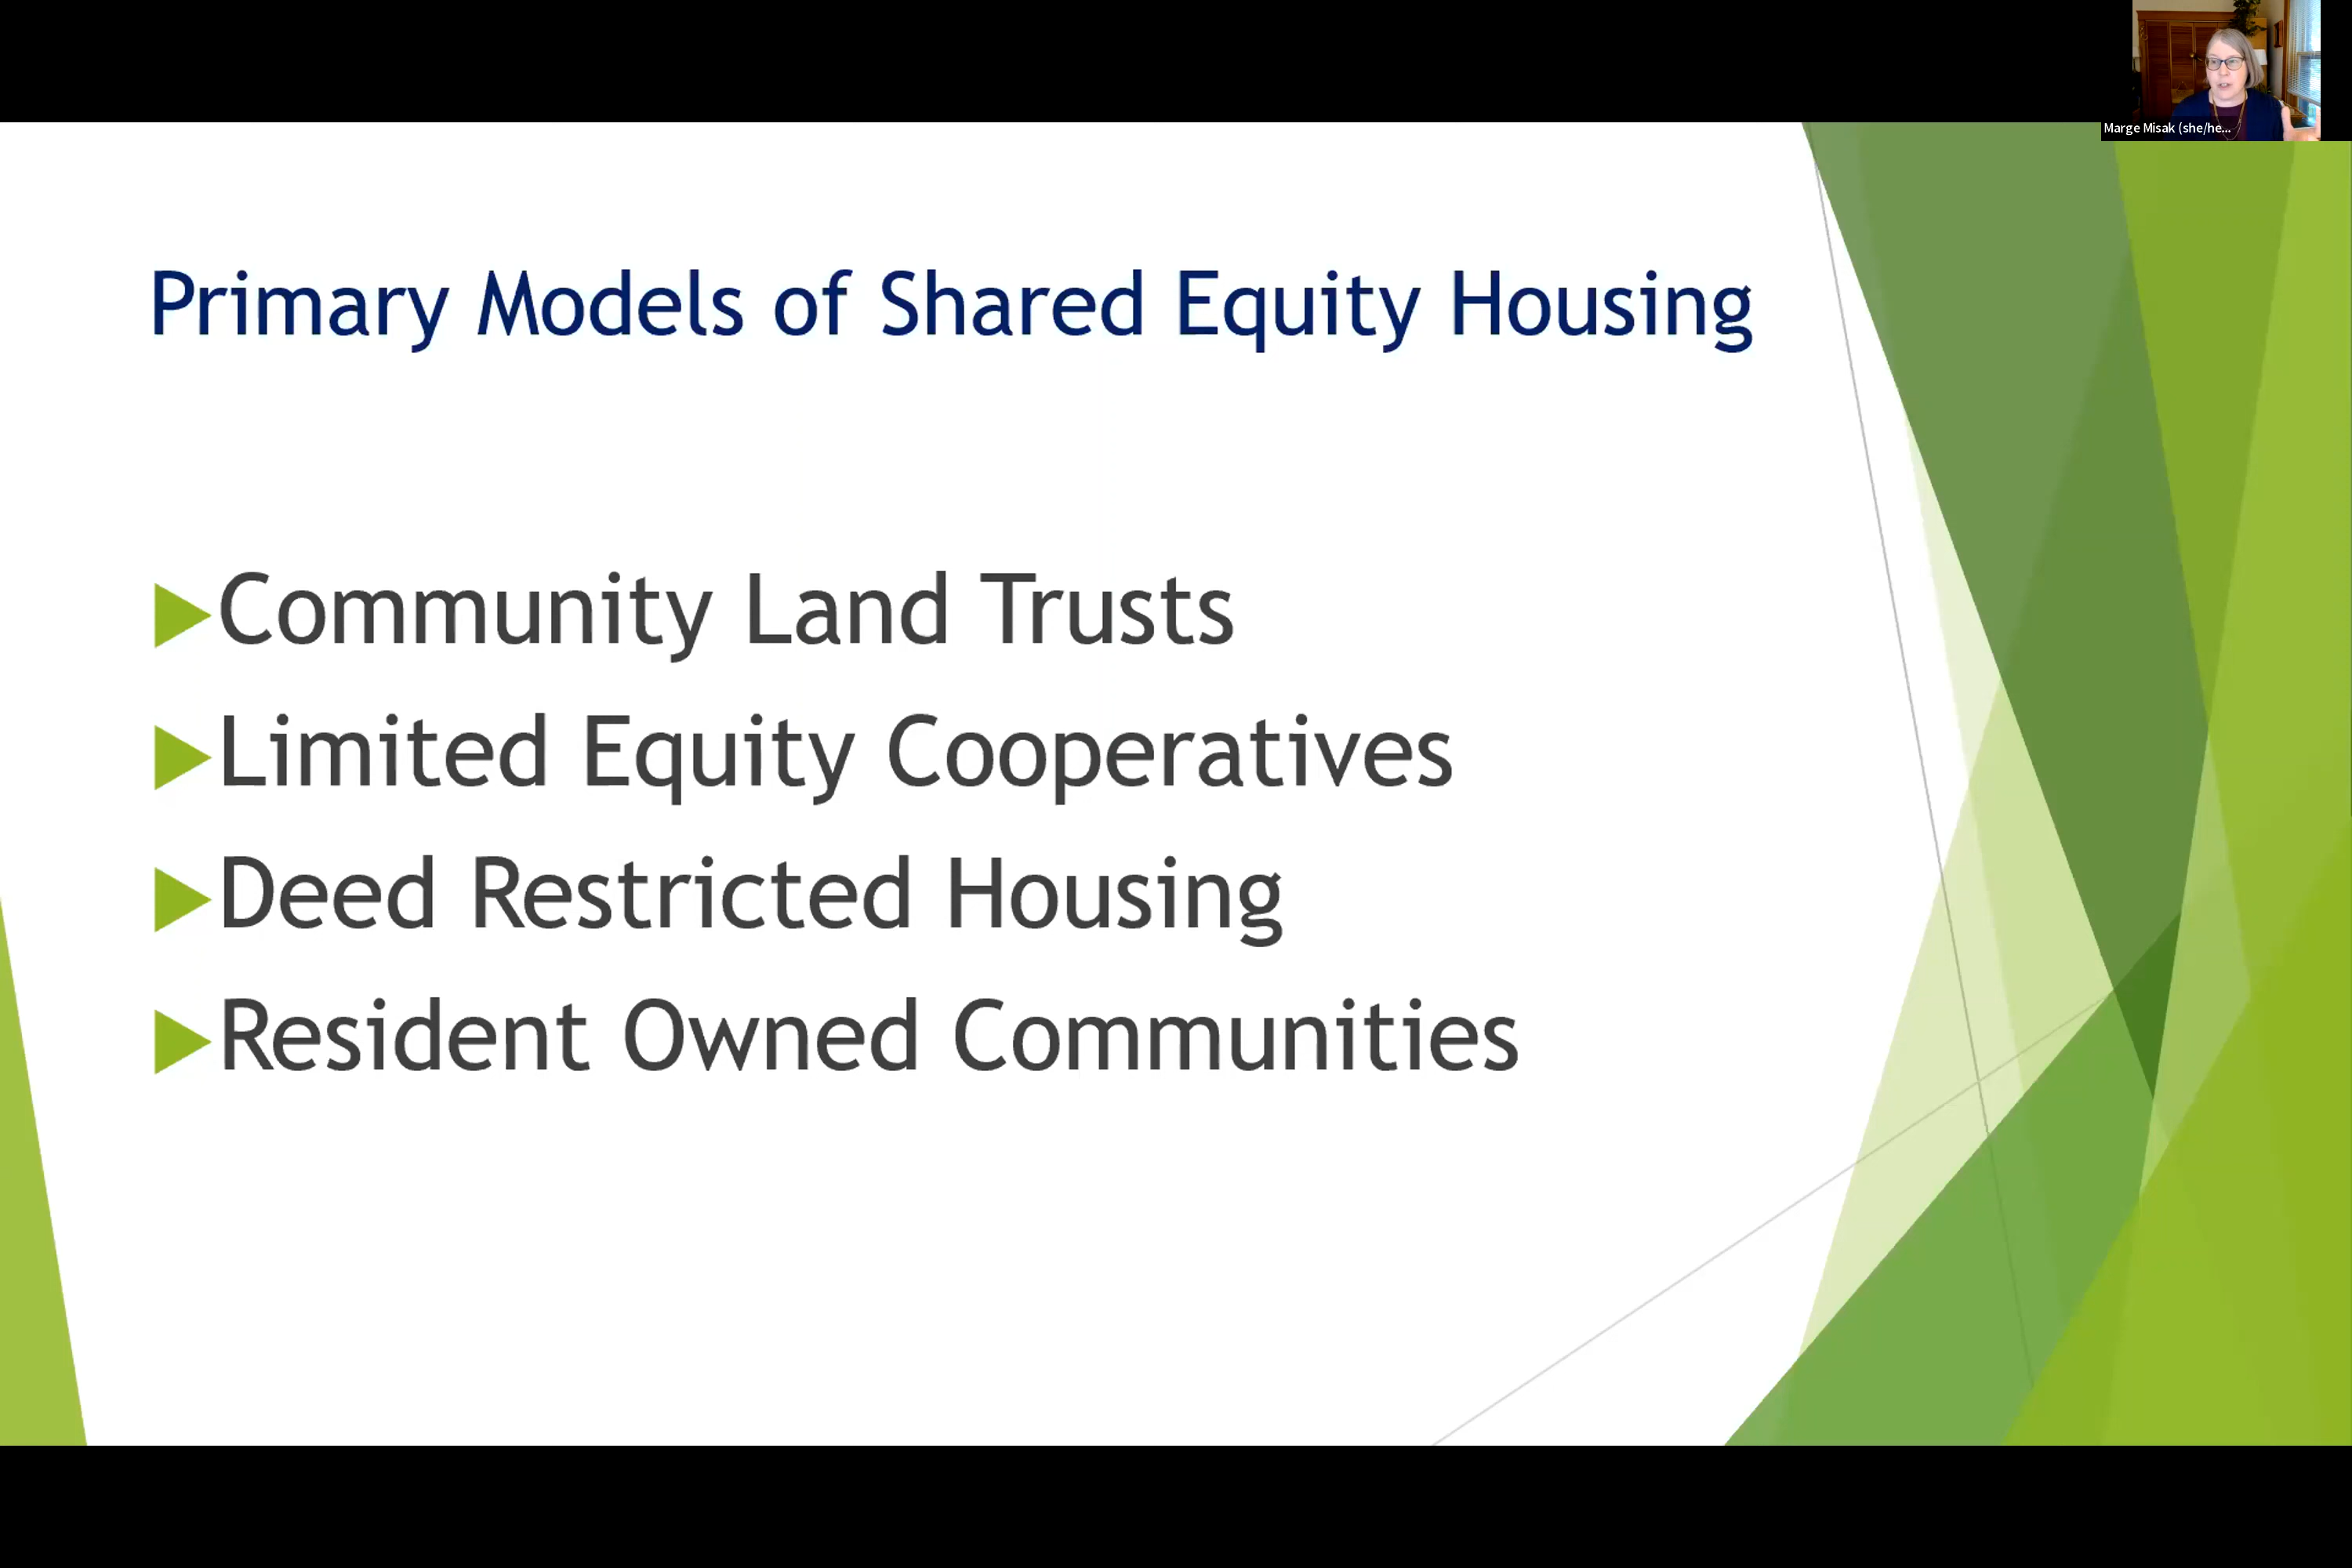 Marge Misak (she/he...
Primary Models of Shared Equity Housing
Community Land Trusts
Limited Equity Cooperatives
Deed Restricted Housing
Resident Owned Communities